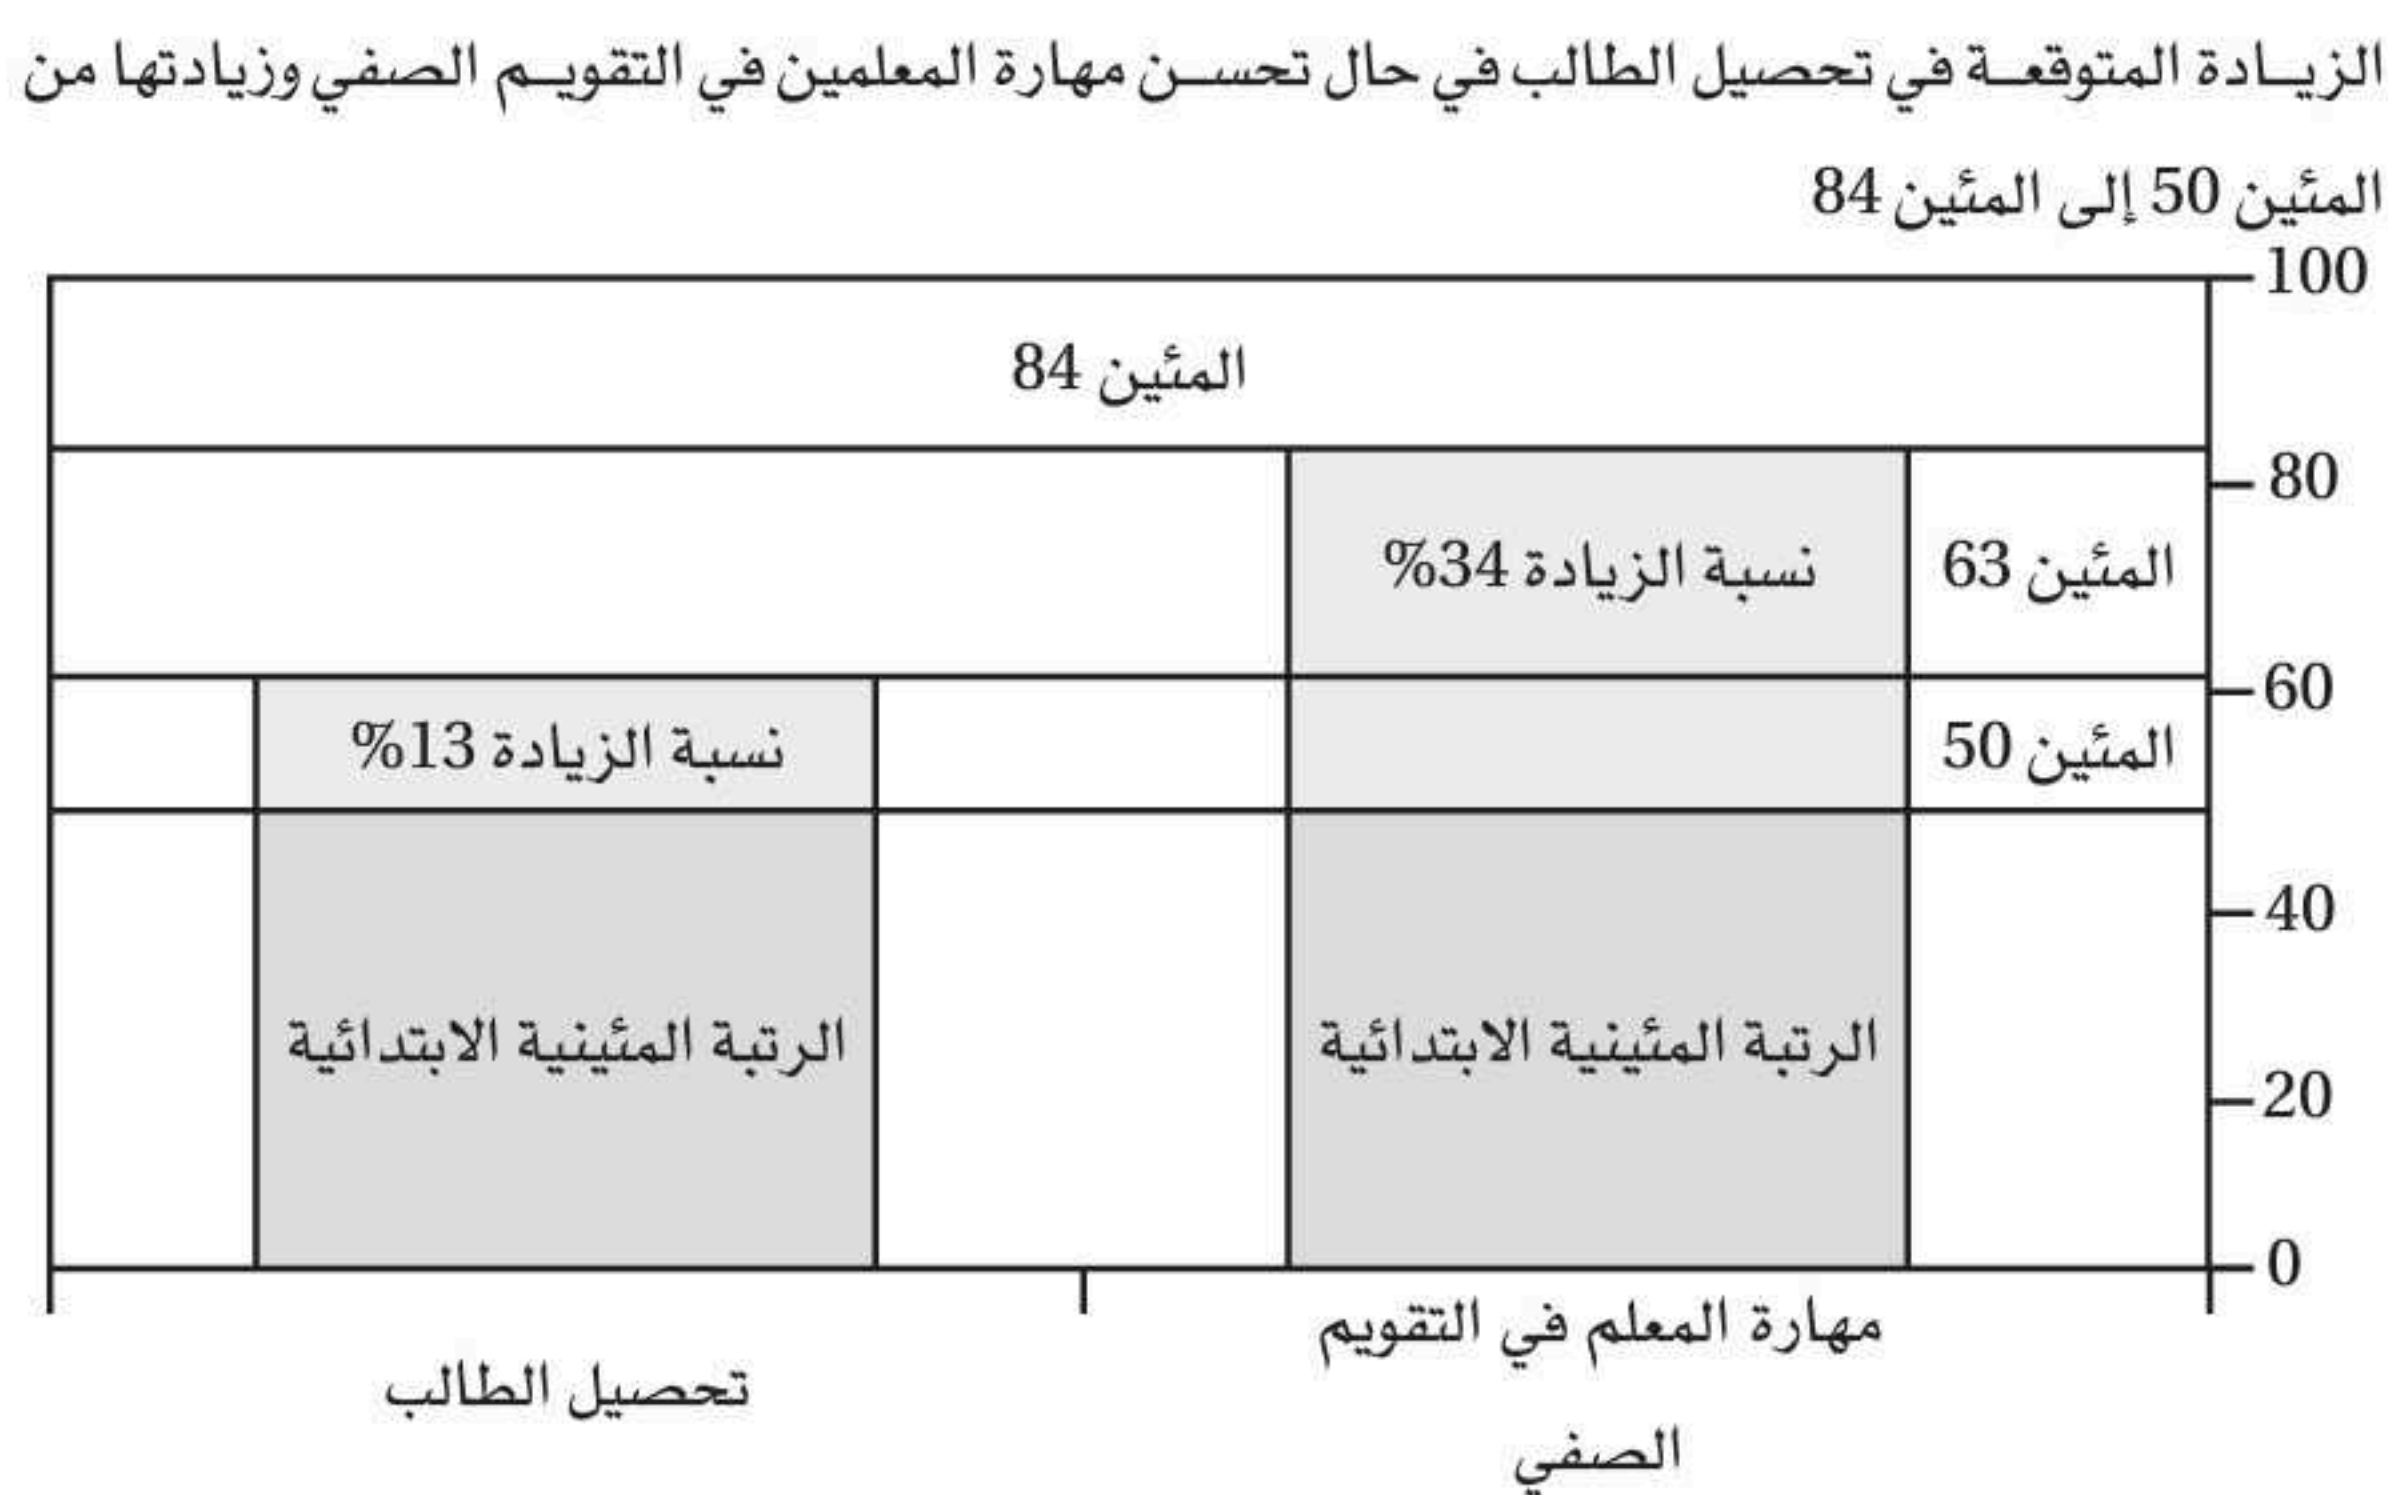 الزيادة المتوقعة في تحصيل الطالب في حال تحسن مهارة المعلمين في التقويم الصفي وزيادتها من
المئين 50 إلى المئين 84
100
المئين 84
80
المئين 63
نسبة الزيادة 34%
60
المئين 50
نسبة الزيادة 13%
40
الرتبة المئينية الابتدائية
الرتبة المئينية الابتدائية
20
0
مهارة المعلم في التقويم
الصفي
تحصيل الطالب